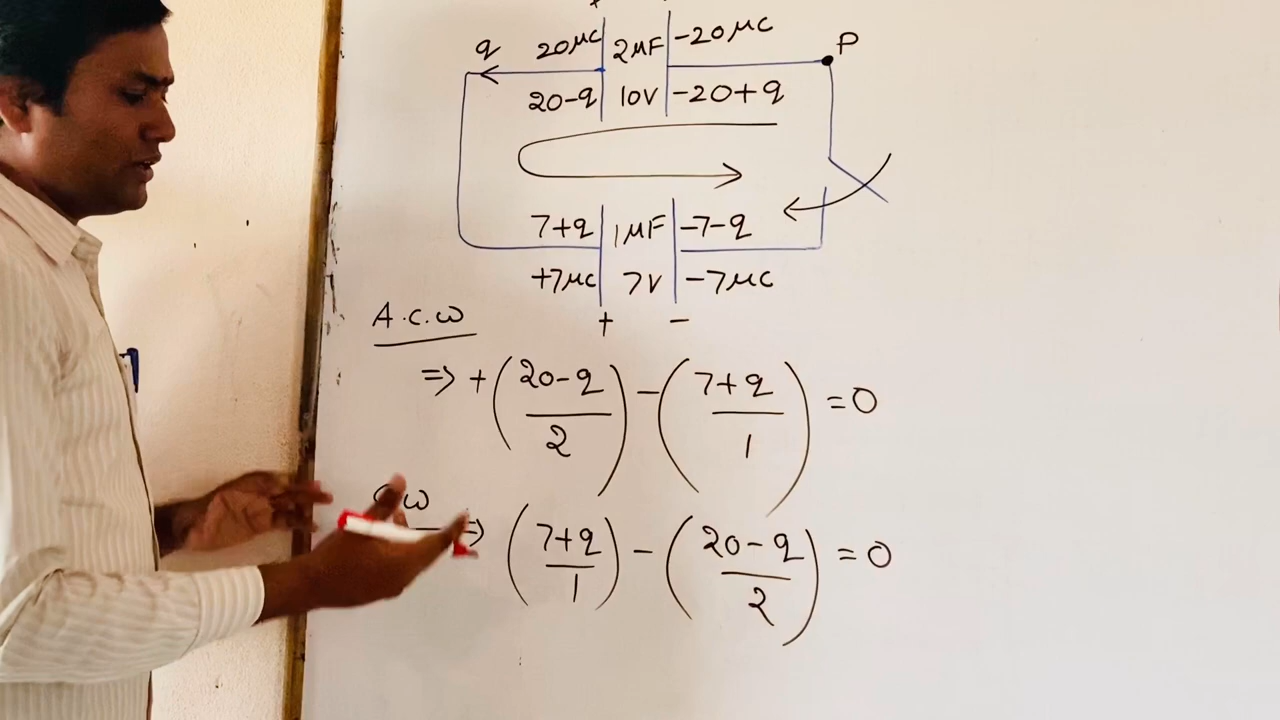 +
q 20μc 2μF -20μc P
20-q 10V -20+q
7+q 1μF -7-q
+7μc 7V -7μc
A.C.W + -
⇒ +(20-q/2) - (7+q/1) = 0
CW ⇒ (7+q/1) - (20-q/2) = 0